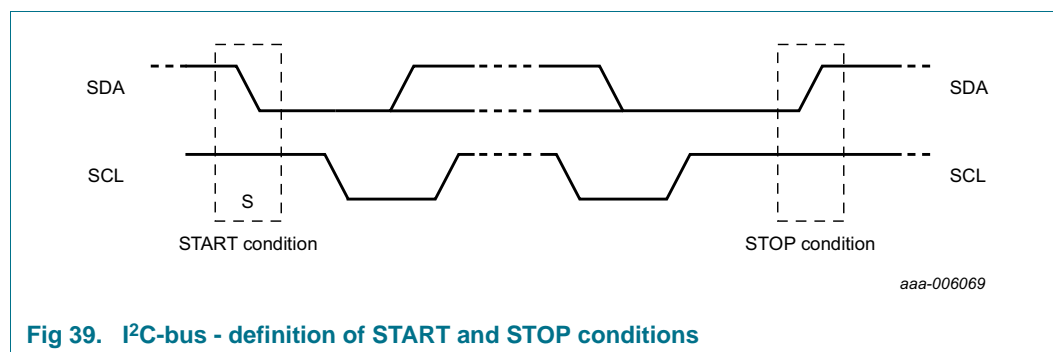 SDA
SDA
SCL
SCL
S
START condition
STOP condition
aaa-006069
Fig 39. I²C-bus - definition of START and STOP conditions